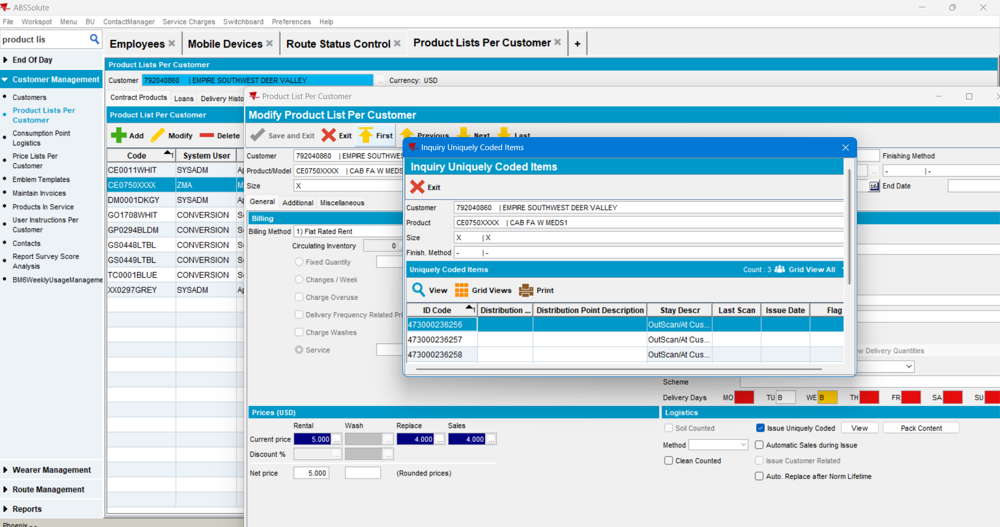 ABSSolute
File Workspot Menu BU ContactManager Service Charges Switchboard Preferences Help
product lis
Employees
Mobile Devices
Route Status Control
Product Lists Per Customer
+
End Of Day
Customer Management
Customers
Product Lists Per
Customer
Consumption Point
Logistics
Price Lists Per
Customer
Emblem Templates
Maintain Invoices
Products In Service
User Instructions Per
Customer
Contacts
Report Survey Score
Analysis
BM6WeeklyUsageManageme
Wearer Management
Route Management
Reports
Phoenix - -
Product Lists Per Customer
Customer 792040860 | EMPIRE SOUTHWEST DEER VALLEY ... Currency: USD
Contract Products Loans Delivery Histo
Product List Per Customer
Add Modify Delete
Code 1 System User
CE0011WHIT SYSADM Ap
CE0750XXXX ZMA M
DM0001DKGY SYSADM Ap
GO1708WHIT CONVERSION Se
GP0294BLDM CONVERSION Se
GS0448LTBL CONVERSION Se
GS0449LTBL CONVERSION Se
TC0001BLUE CONVERSION Se
XX0297GREY SYSADM Ap
Product List Per Customer
Modify Product List Per Customer
Save and Exit Exit First Previous Next Last
Customer 792040860 | EMPIRE SOUTHWES
Product/Model CE0750XXXX | CAB FA W MEDS
Size X
Finishing Method
... - | -
16 End Date
General Additional Miscellaneous
Billing
Billing Method 1) Flat Rated Rent
Circulating Inventory 0
Fixed Quantity
Changes / Week
Charge Overuse
Delivery Frequency Related Pri
Charge Washes
Service
Inquiry Uniquely Coded Items
Inquiry Uniquely Coded Items
Exit
Customer 792040860 | EMPIRE SOUTHWEST DEER VALLEY
Product CE0750XXXX | CAB FA W MEDS1
Size X | X
Finish. Method - | -
Uniquely Coded Items Count : 3 Grid View All
View Grid Views Print
ID Code 1 Distribution ... Distribution Point Description Stay Descr Last Scan Issue Date Flag
473000236256 OutScan/At Cus...
473000236257 OutScan/At Cus...
473000236258 OutScan/At Cus...
w Delivery Quantities
Scheme
Delivery Days MO TU B WE B TH FR SA SU
Prices (USD)
Rental Wash Replace Sales
Current price 5.000 ... ... 4.000 ... 4.000 ...
Discount % ... ...
Net price 5.000 (Rounded prices)
Logistics
Soil Counted Issue Uniquely Coded View Pack Content
Method Automatic Sales during Issue
Clean Counted Issue Customer Related
Auto. Replace after Norm Lifetime